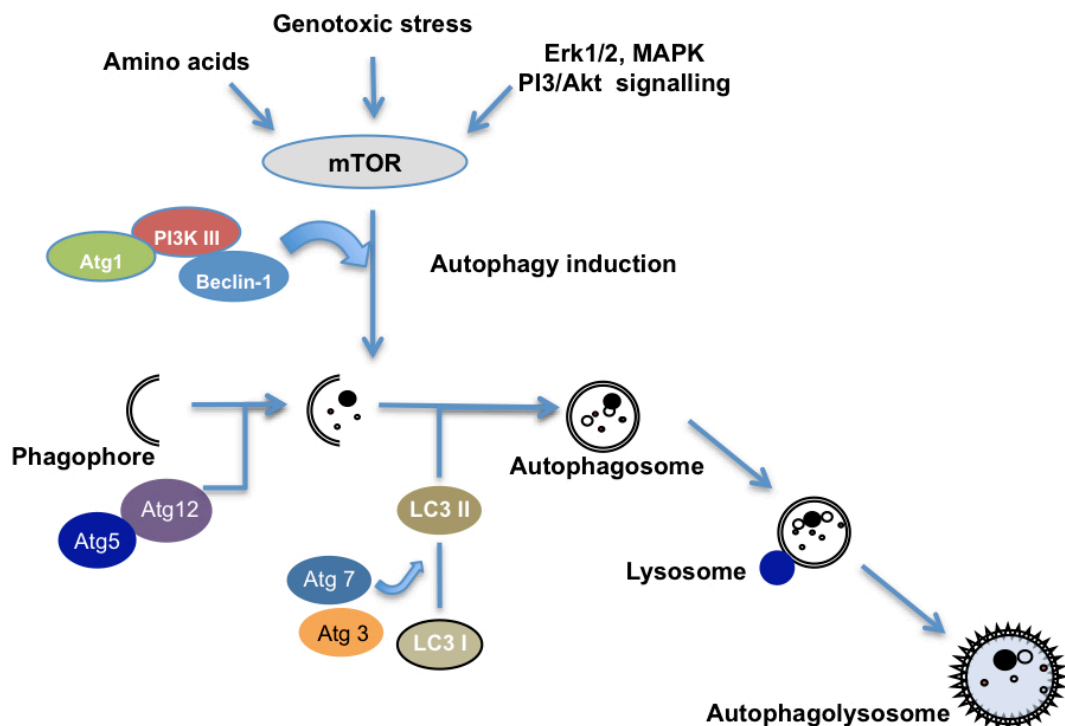 Genotoxic stress
Amino acids
Erk1/2, MAPK
PI3/Akt signalling
mTOR
PI3K III
Atg1
Beclin-1
Autophagy induction
Phagophore
Autophagosome
Atg12
Atg5
LC3 II
Lysosome
Atg 7
Atg 3
LC3 I
Autophagolysosome